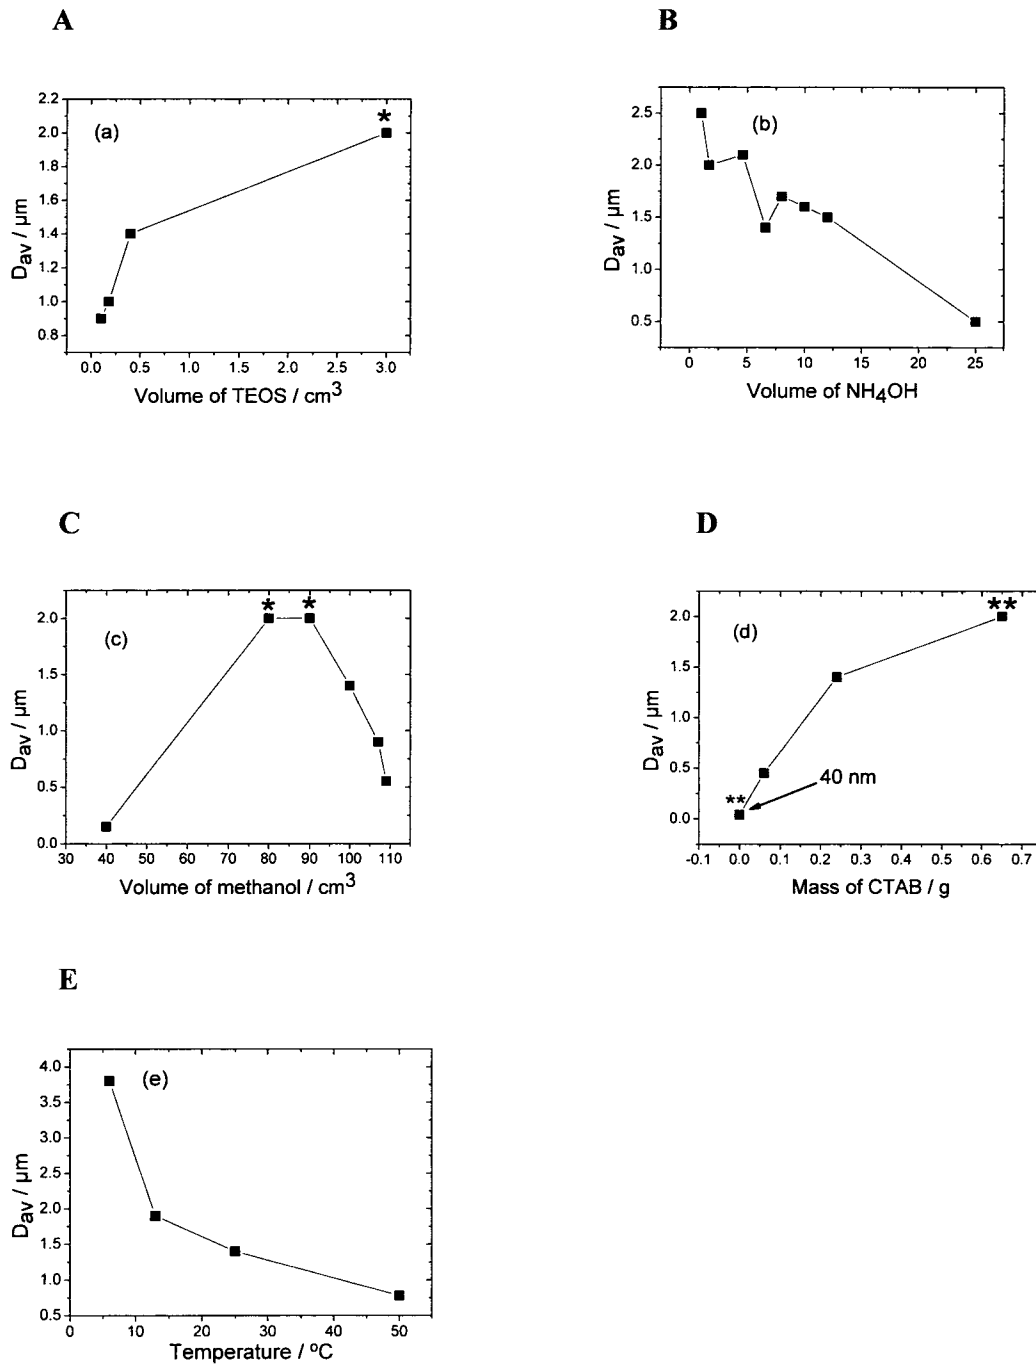 A
B
2.2
2.0
1.8
1.6
1.4
1.2
1.0
0.8
(a)
*
Dav / µm
0.0 0.5 1.0 1.5 2.0 2.5 3.0
Volume of TEOS / cm3
2.5
2.0
1.5
1.0
0.5
(b)
Dav / µm
0 5 10 15 20 25
Volume of NH4OH
C
D
2.0
1.5
1.0
0.5
0.0
(c)
* *
Dav / µm
30 40 50 60 70 80 90 100 110
Volume of methanol / cm3
2.0
1.5
1.0
0.5
0.0
(d)
**
** 40 nm
Dav / µm
-0.1 0.0 0.1 0.2 0.3 0.4 0.5 0.6 0.7
Mass of CTAB / g
E
4.0
3.5
3.0
2.5
2.0
1.5
1.0
0.5
(e)
Dav / µm
0 10 20 30 40 50
Temperature / ºC